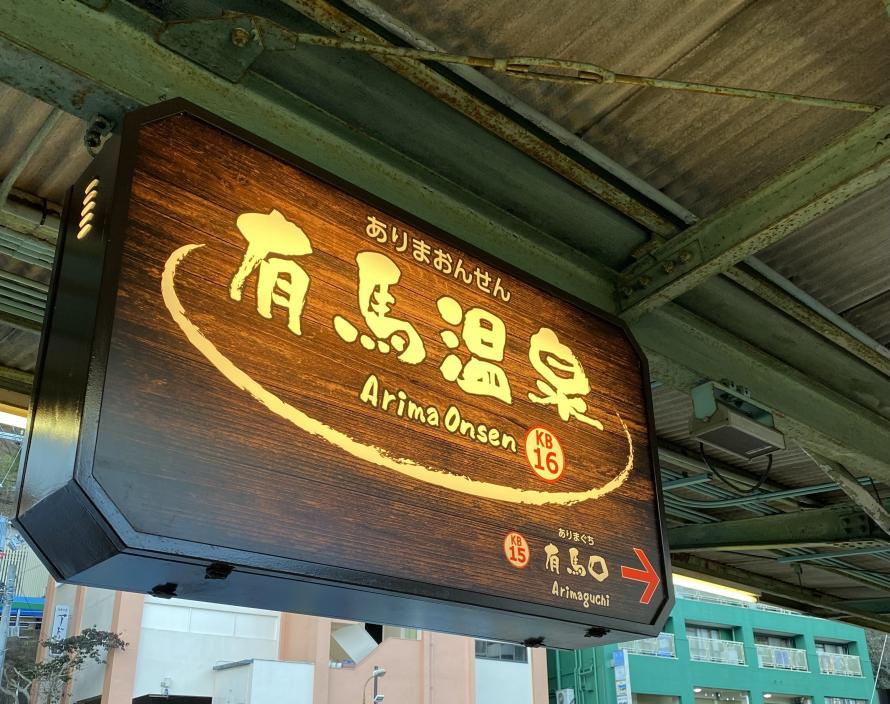 ありまおんせん
有馬温泉
Arima Onsen
KB
16
KB
15
ありまぐち
有馬口
Arimaguchi